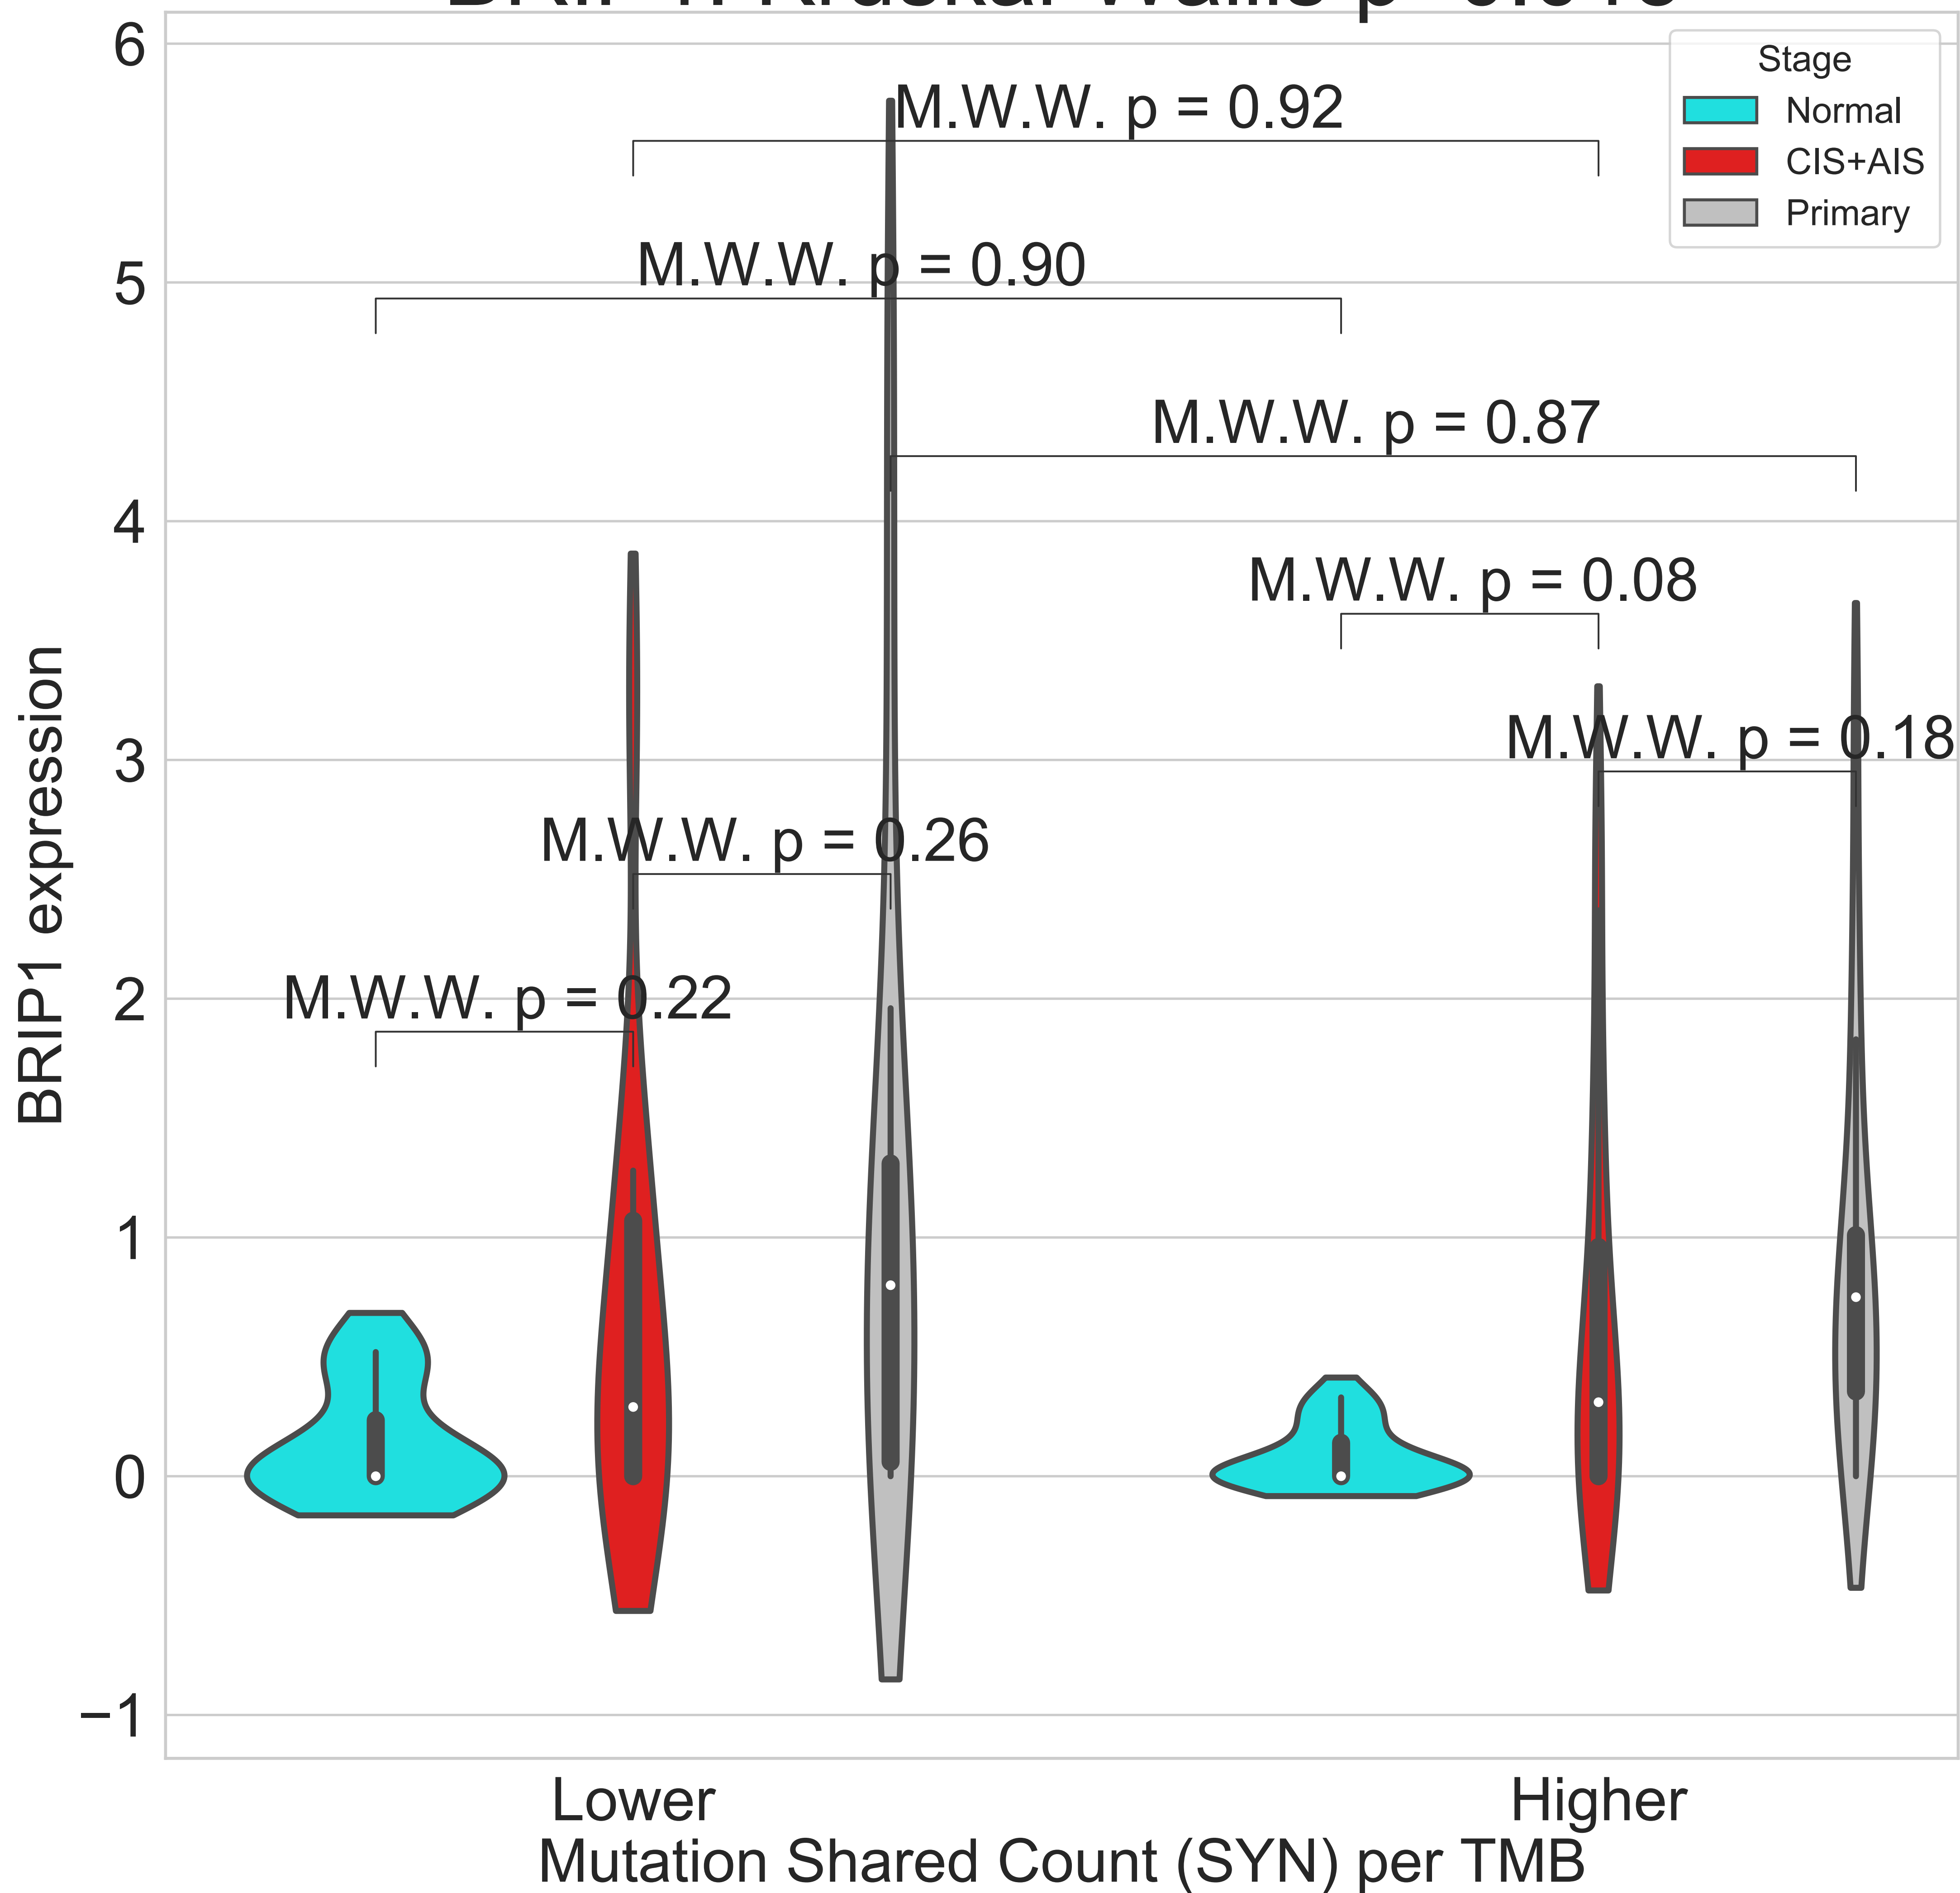 6
Stage
Normal
CIS+AIS
Primary
M.W.W. p = 0.92
M.W.W. p = 0.90
5
M.W.W. p = 0.87
4
M.W.W. p = 0.08
3
M.W.W. p = 0.18
M.W.W. p = 0.26
2
M.W.W. p = 0.22
1
0
−1
BRIP1 expression
Lower
Higher
Mutation Shared Count (SYN) per TMB